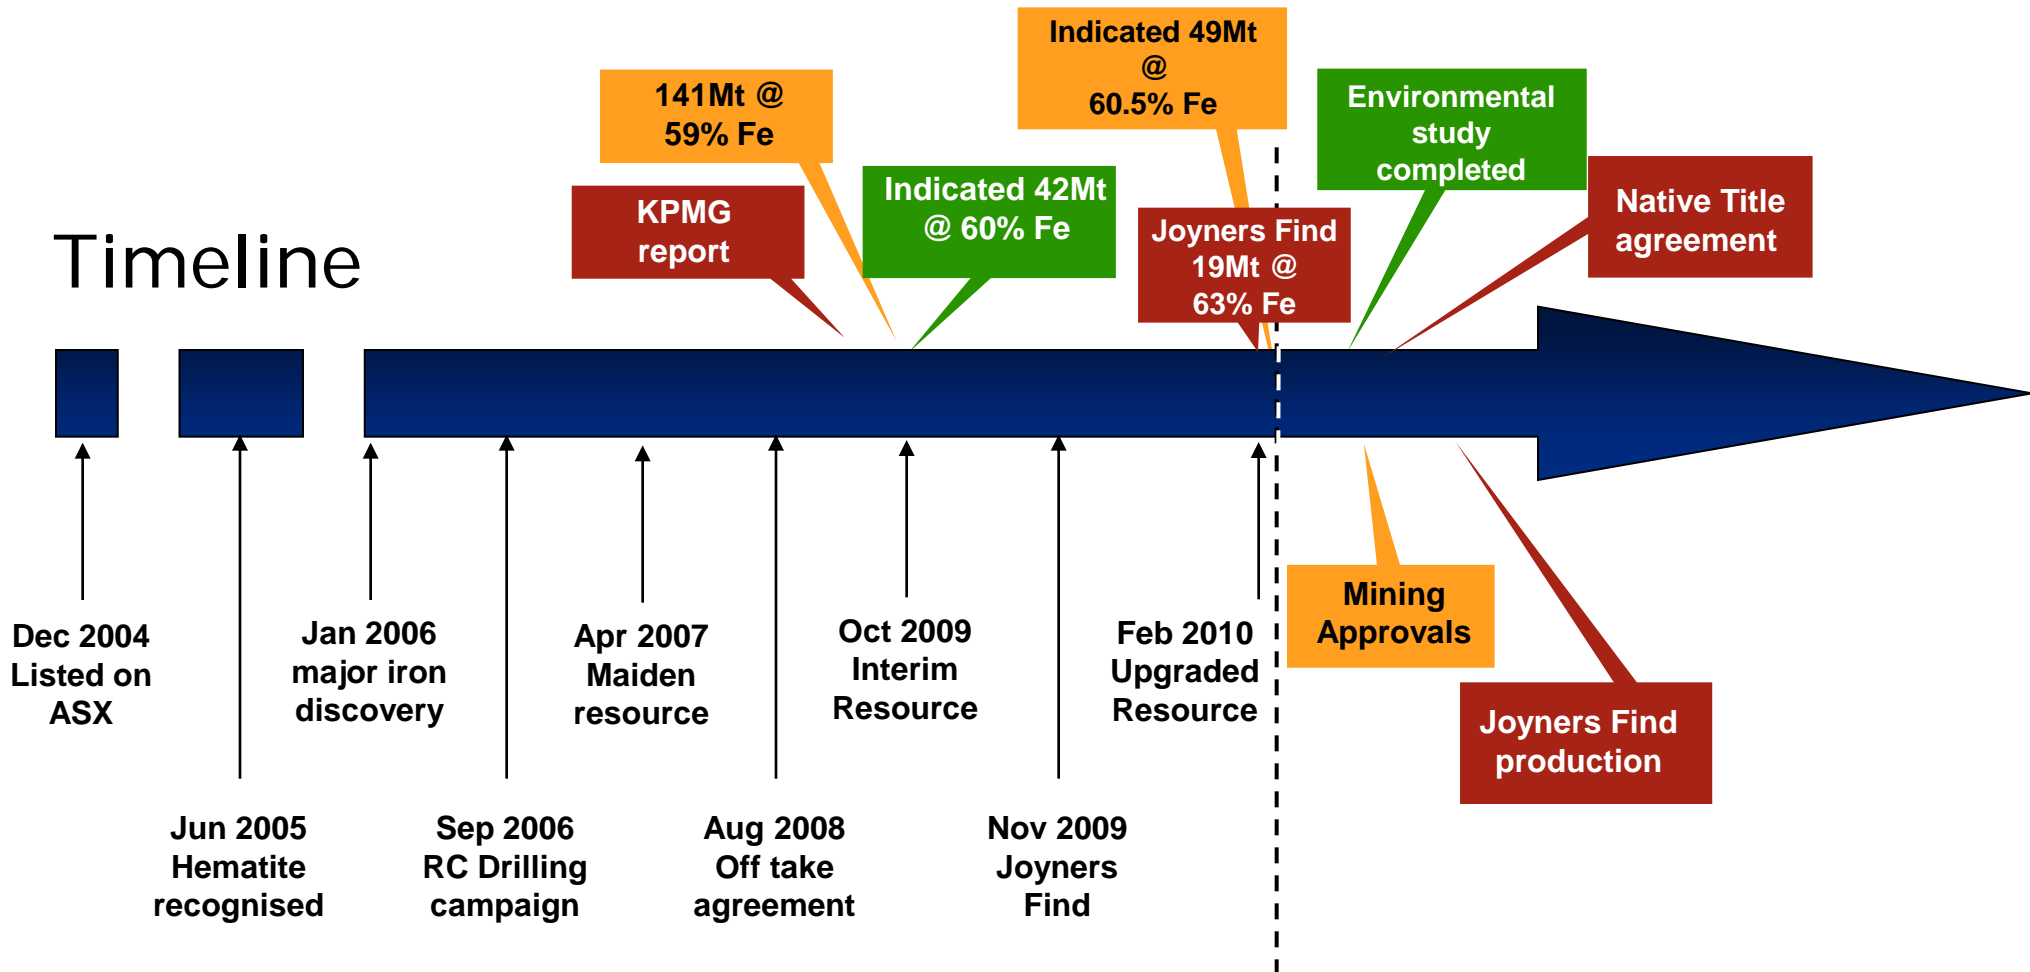 Timeline
141Mt @
59% Fe
KPMG
report
Indicated 42Mt
@ 60% Fe
Indicated 49Mt
@
60.5% Fe
Joyners Find
19Mt @
63% Fe
Environmental
study
completed
Native Title
agreement
Dec 2004
Listed on
ASX
Jun 2005
Hematite
recognised
Jan 2006
major iron
discovery
Sep 2006
RC Drilling
campaign
Apr 2007
Maiden
resource
Aug 2008
Off take
agreement
Oct 2009
Interim
Resource
Nov 2009
Joyners
Find
Feb 2010
Upgraded
Resource
Mining
Approvals
Joyners Find
production